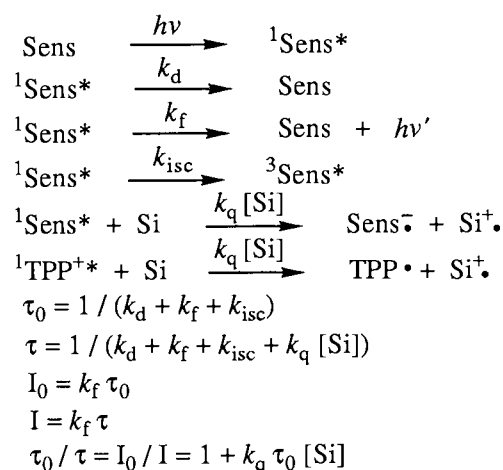 Sens hν ¹Sens*
¹Sens* k_d Sens
¹Sens* k_f Sens + hν′
¹Sens* k_isc ³Sens*
¹Sens* + Si k_q [Si] Sens⁻• + Si⁺•
¹TPP⁺* + Si k_q [Si] TPP • + Si⁺•
τ₀ = 1 / (k_d + k_f + k_isc)
τ = 1 / (k_d + k_f + k_isc + k_q [Si])
I₀ = k_f τ₀
I = k_f τ
τ₀ / τ = I₀ / I = 1 + k_q τ₀ [Si]